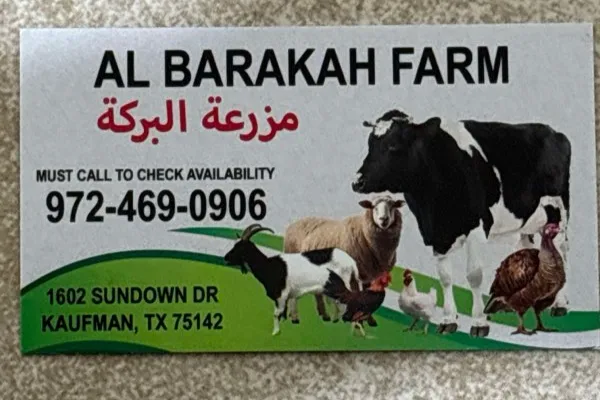 AL BARAKAH FARM
مزرعة البركة
MUST CALL TO CHECK AVAILABILITY
972-469-0906
1602 SUNDOWN DR
KAUFMAN, TX 75142